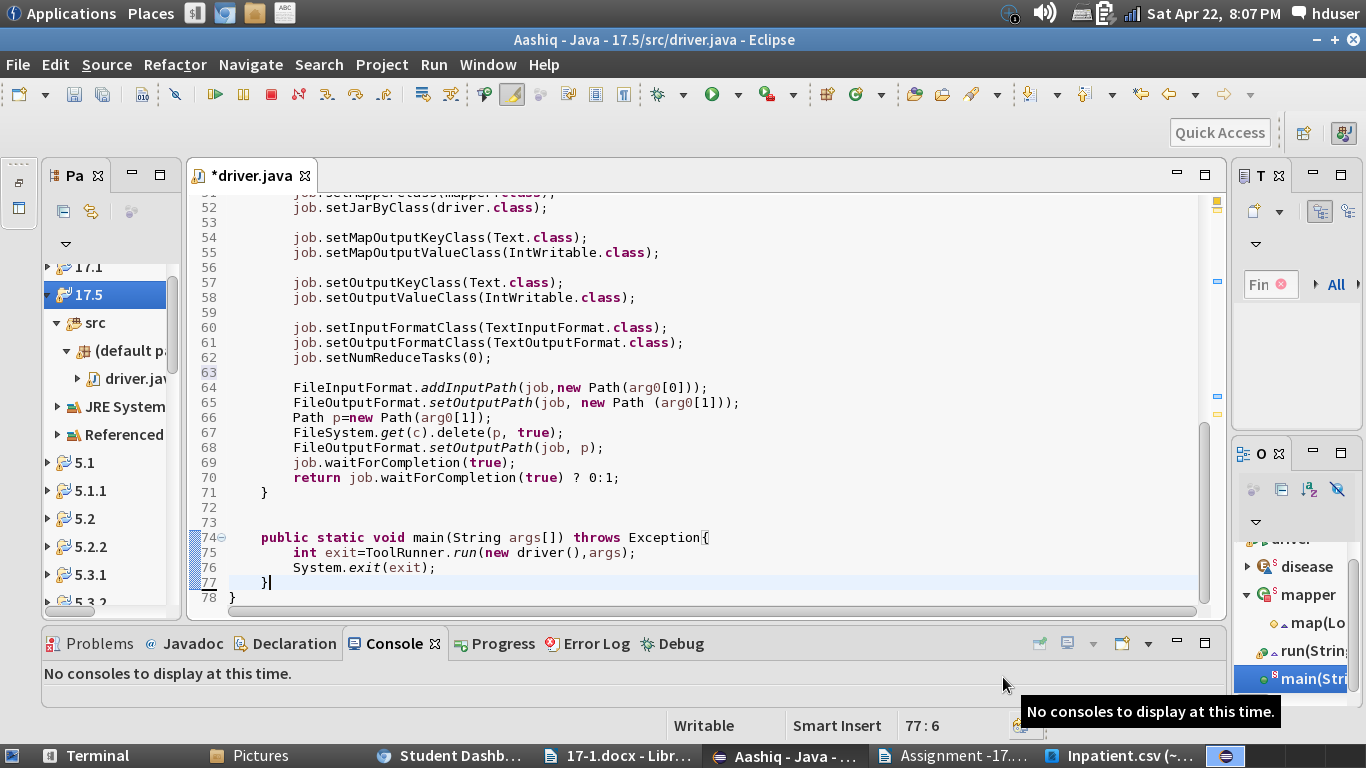 Applications Places ABC Sat Apr 22, 8:07 PM hduser
Aashiq - Java - 17.5/src/driver.java - Eclipse
File Edit Source Refactor Navigate Search Project Run Window Help
Quick Access
Pa
*driver.java
T
17.1
17.5
src
(default pa
driver.jav
JRE System
Referenced
5.1
5.1.1
5.2
5.2.2
5.3.1
5.3.2
51 job.setMapperClass(mapper.class);
52 job.setJarByClass(driver.class);
53
54 job.setMapOutputKeyClass(Text.class);
55 job.setMapOutputValueClass(IntWritable.class);
56
57 job.setOutputKeyClass(Text.class);
58 job.setOutputValueClass(IntWritable.class);
59
60 job.setInputFormatClass(TextInputFormat.class);
61 job.setOutputFormatClass(TextOutputFormat.class);
62 job.setNumReduceTasks(0);
63
64 FileInputFormat.addInputPath(job,new Path(arg0[0]));
65 FileOutputFormat.setOutputPath(job, new Path (arg0[1]));
66 Path p=new Path(arg0[1]);
67 FileSystem.get(c).delete(p, true);
68 FileOutputFormat.setOutputPath(job, p);
69 job.waitForCompletion(true);
70 return job.waitForCompletion(true) ? 0:1;
71 }
72
73
74 public static void main(String args[]) throws Exception{
75 int exit=ToolRunner.run(new driver(),args);
76 System.exit(exit);
77 }
78 }
Fin All
O
driver
disease
mapper
map(Lo
run(String
main(Stri
Problems Javadoc Declaration Console Progress Error Log Debug
No consoles to display at this time.
No consoles to display at this time.
Writable Smart Insert 77 : 6
Terminal Pictures Student Dashb... 17-1.docx - Libr... Aashiq - Java - ... Assignment -17.... Inpatient.csv (~...